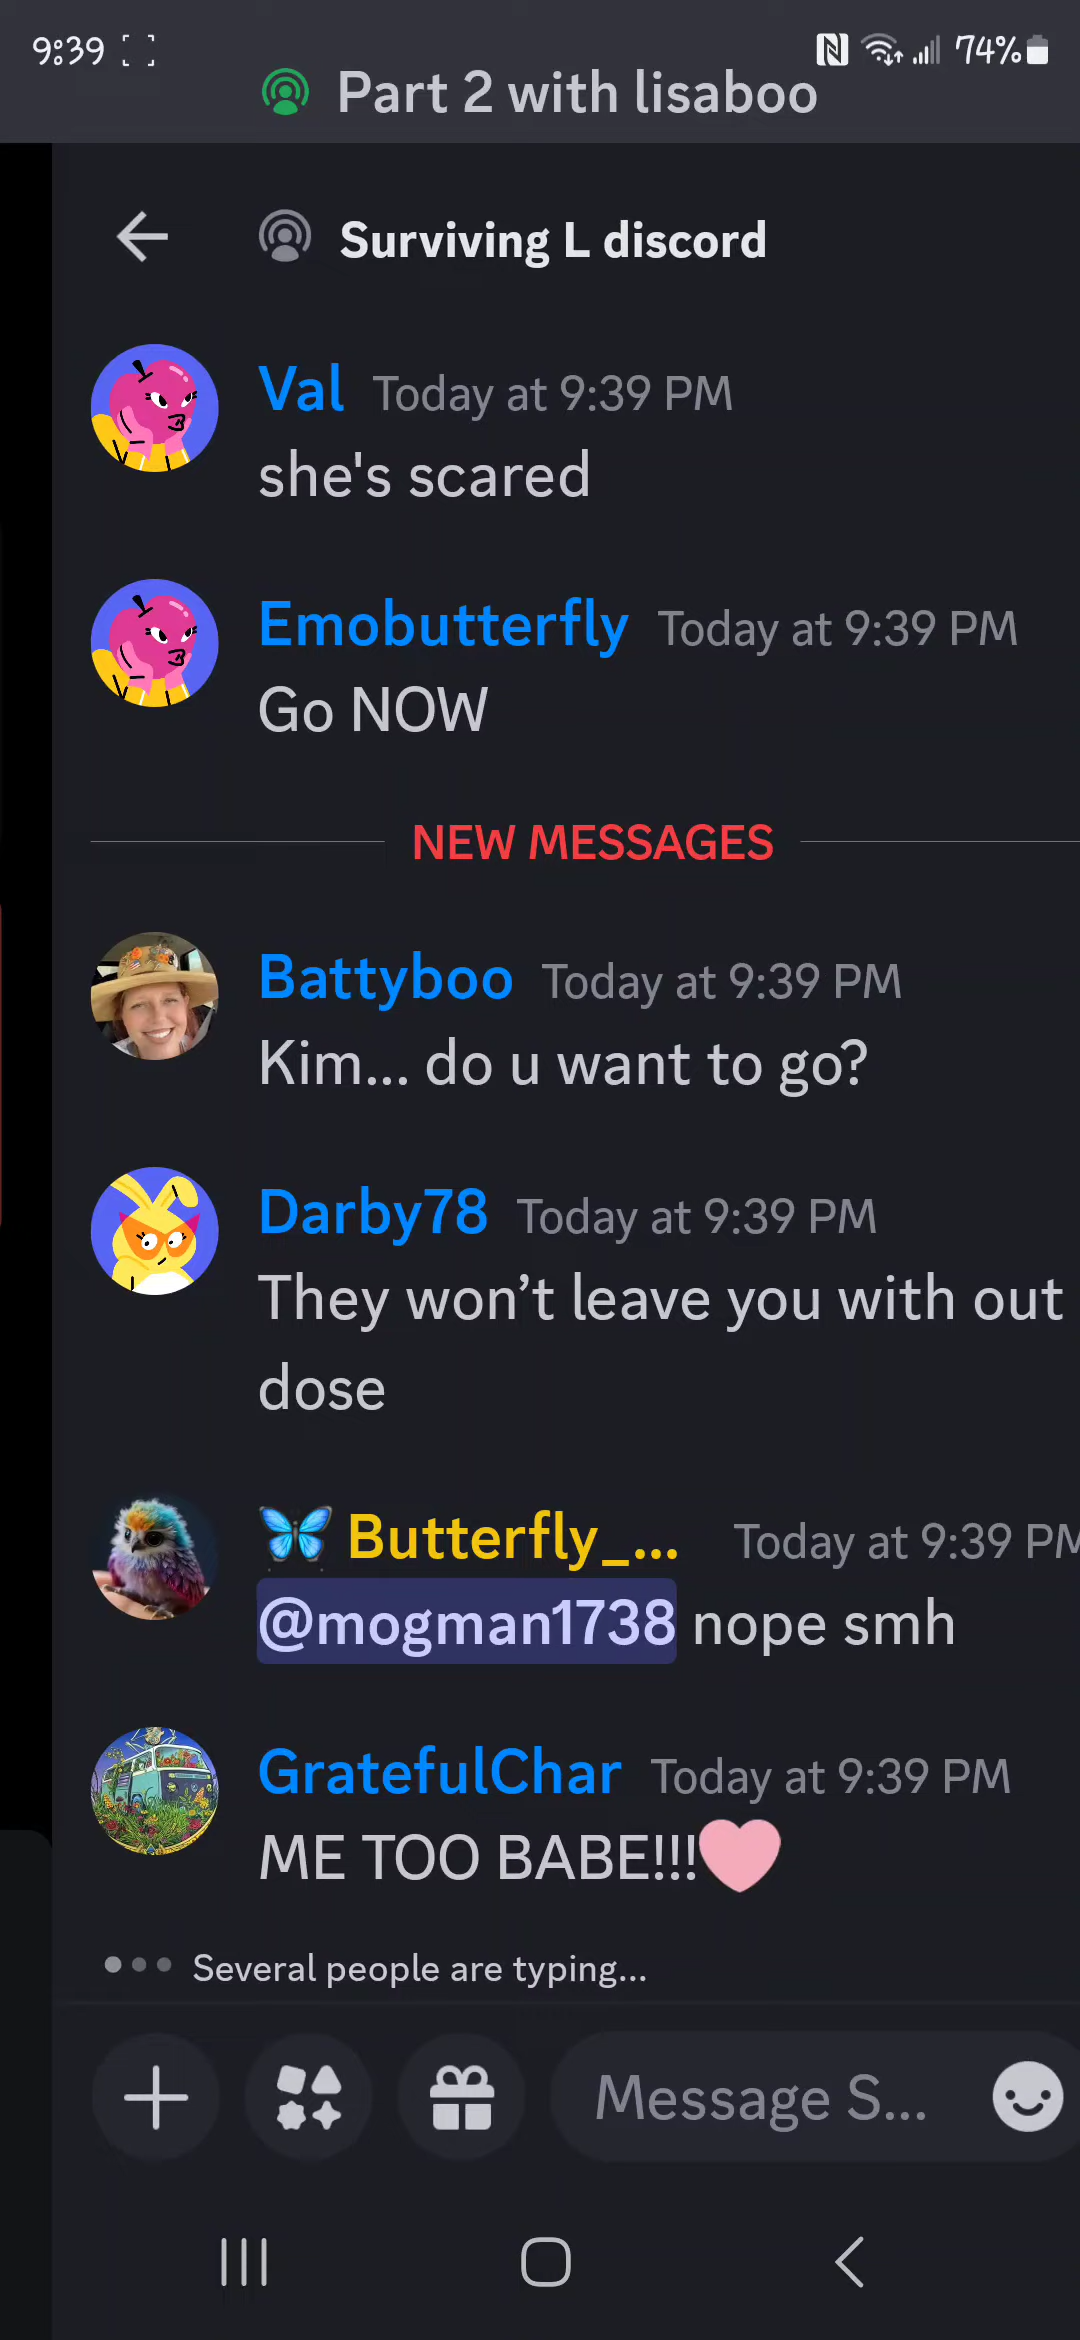 9:39
74%
Part 2 with lisaboo
Surviving L discord
Val Today at 9:39 PM
she's scared
Emobutterfly Today at 9:39 PM
Go NOW
NEW MESSAGES
Battyboo Today at 9:39 PM
Kim... do u want to go?
Darby78 Today at 9:39 PM
They won’t leave you with out
dose
🦋 Butterfly_... Today at 9:39 PM
@mogman1738 nope smh
GratefulChar Today at 9:39 PM
ME TOO BABE!!!🩷
Several people are typing...
Message S...